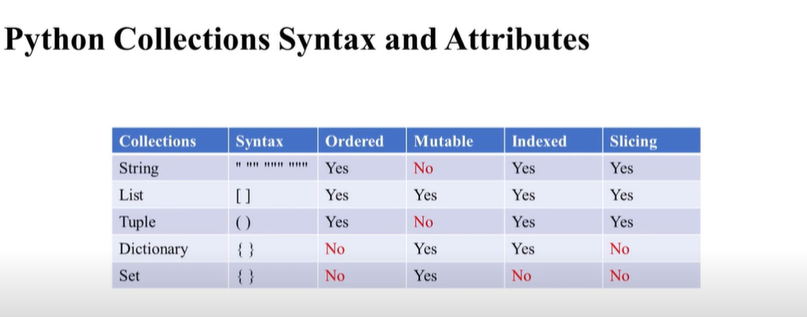 Python Collections Syntax and Attributes
Collections Syntax Ordered Mutable Indexed Slicing
String " "" """ """ Yes No Yes Yes
List [ ] Yes Yes Yes Yes
Tuple ( ) Yes No Yes Yes
Dictionary { } No Yes Yes No
Set { } No Yes No No